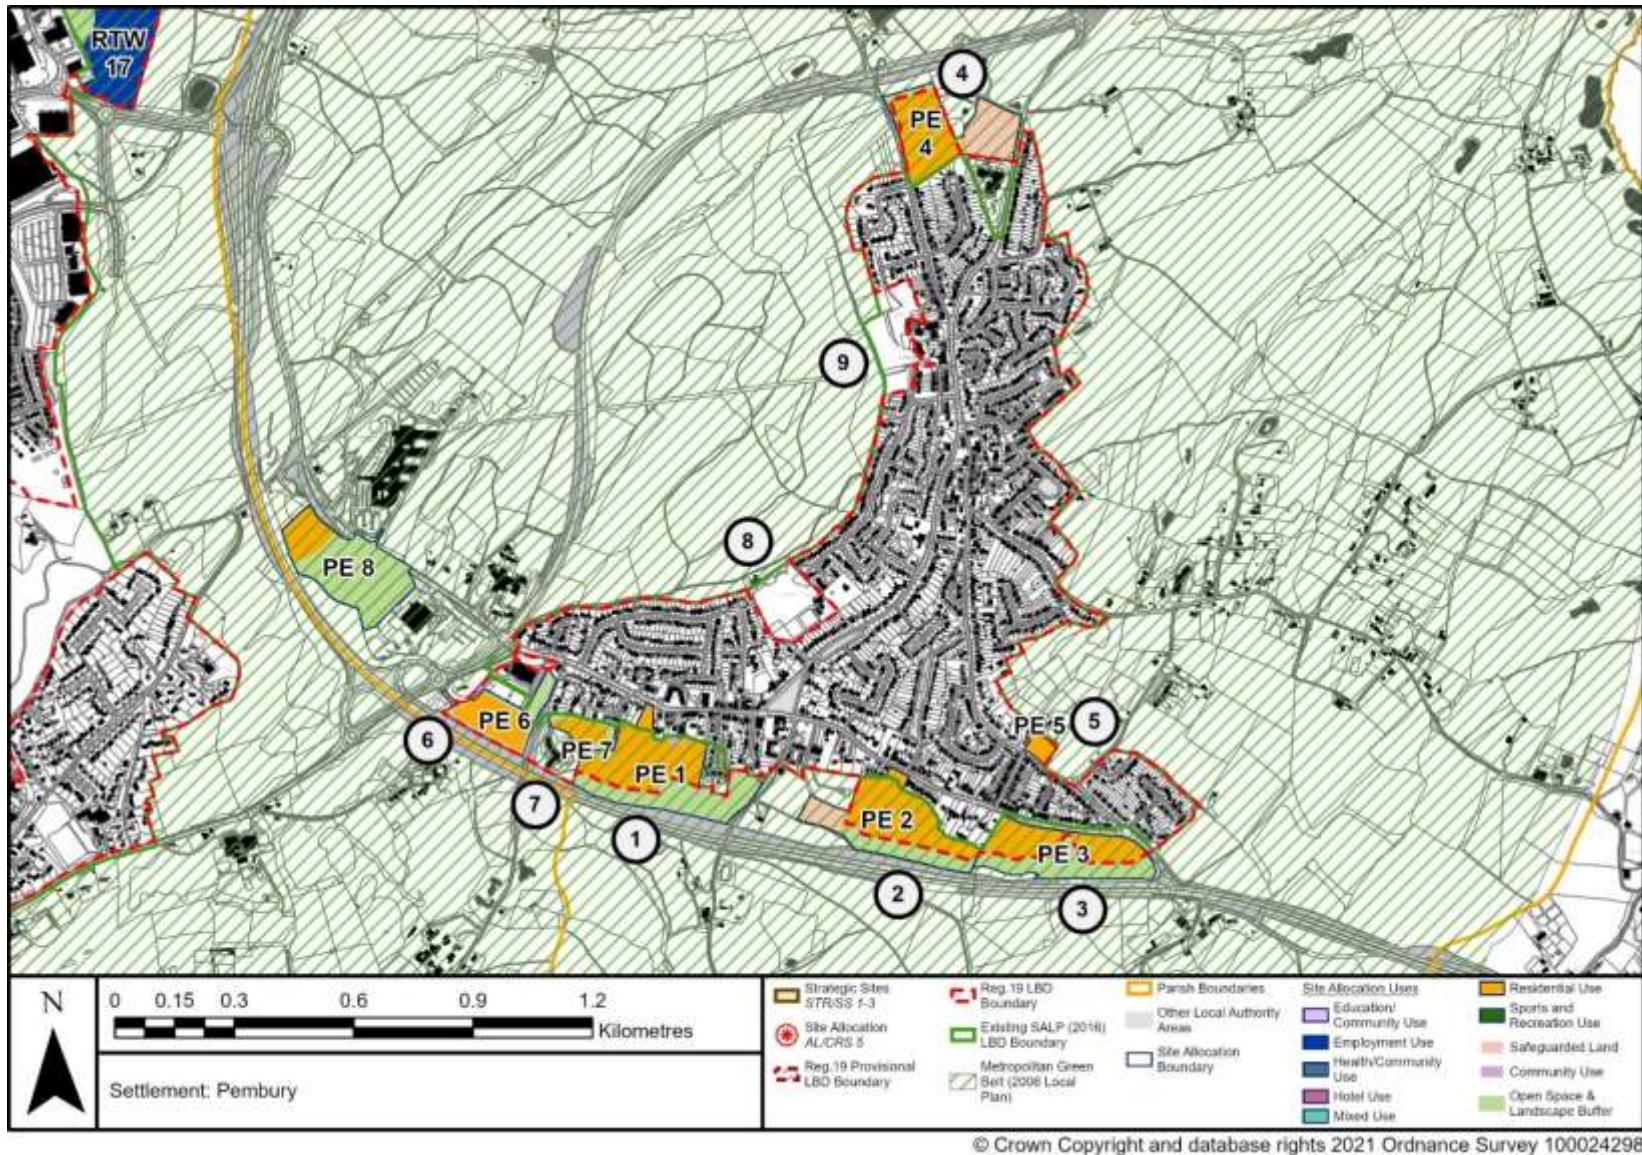 RTW
17
4
PE
4
9
8
PE 8
PE 5
5
PE 6
6
PE 7
PE 1
7
1
PE 2
PE 3
2
3
N
0 0.15 0.3 0.6 0.9 1.2
Kilometres
Settlement: Pembury
Strategic Sites
STR/SS 1-3
Site Allocation
AL/CRS 5
Reg.19 Provisional
LBD Boundary
Reg.19 LBD
Boundary
Existing SALP (2016)
LBD Boundary
Metropolitan Green
Belt (2006 Local
Plan)
Parish Boundaries
Other Local Authority
Areas
Site Allocation
Boundary
Site Allocation Uses
Education/
Community Use
Employment Use
Health/Community
Use
Hotel Use
Mixed Use
Residential Use
Sports and
Recreation Use
Safeguarded Land
Community Use
Open Space &
Landscape Buffer
© Crown Copyright and database rights 2021 Ordnance Survey 100024298